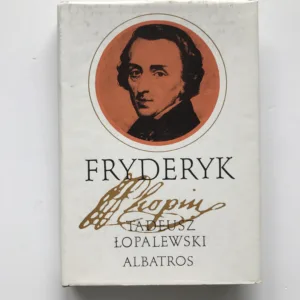 FRYDERYK
Chopin
TADEUSZ
ŁOPALEWSKI
ALBATROS